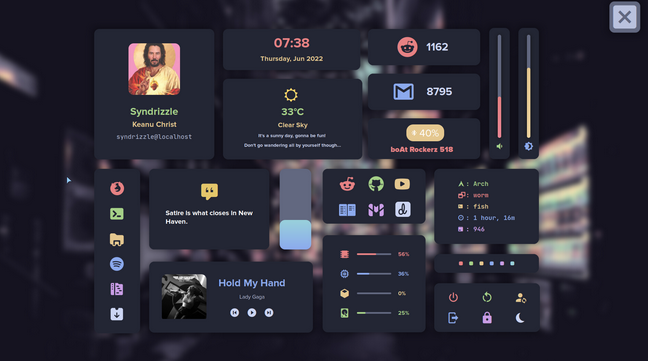 07:38
Thursday, Jun 2022
1162
8795
Syndrizzle
Keanu Christ
syndrizzle@localhost
33°C
Clear Sky
It's a sunny day, gonna be fun!
Don't go wandering all by yourself though...
40%
boAt Rockerz 518
Satire is what closes in New
Haven.
: Arch
: worm
: fish
: 1 hour, 16m
: 946
Hold My Hand
Lady Gaga
56%
36%
0%
25%